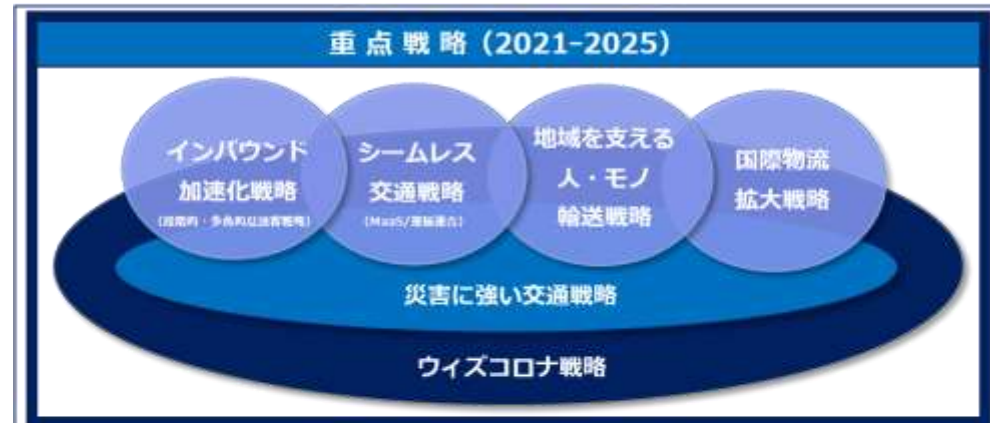 重点戦略（2021-2025）
インバウンド
加速化戦略
シームレス
交通戦略
地域を支える
人・モノ
輸送戦略
国際物流
拡大戦略
災害に強い交通戦略
ウィズコロナ戦略